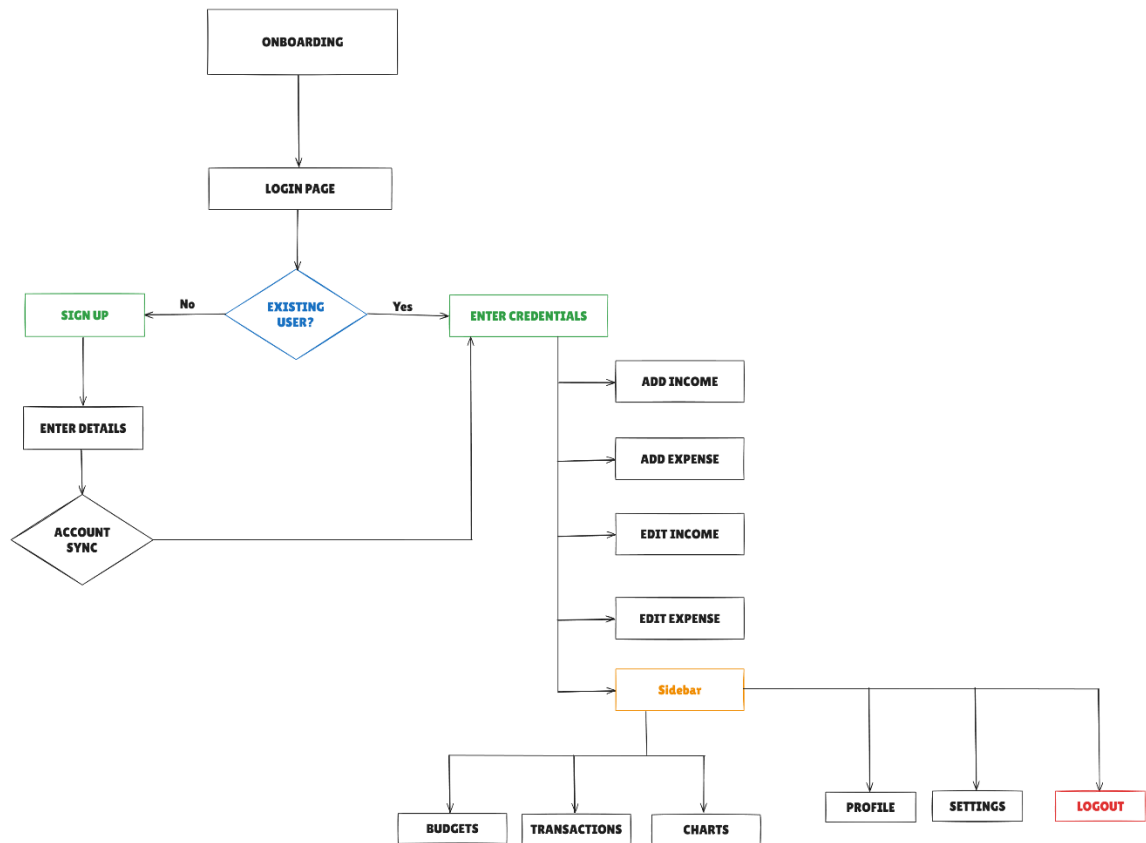 ONBOARDING
LOGIN PAGE
No
EXISTING
USER?
Yes
SIGN UP
ENTER CREDENTIALS
ADD INCOME
ENTER DETAILS
ADD EXPENSE
ACCOUNT
SYNC
EDIT INCOME
EDIT EXPENSE
Sidebar
PROFILE
SETTINGS
LOGOUT
BUDGETS
TRANSACTIONS
CHARTS